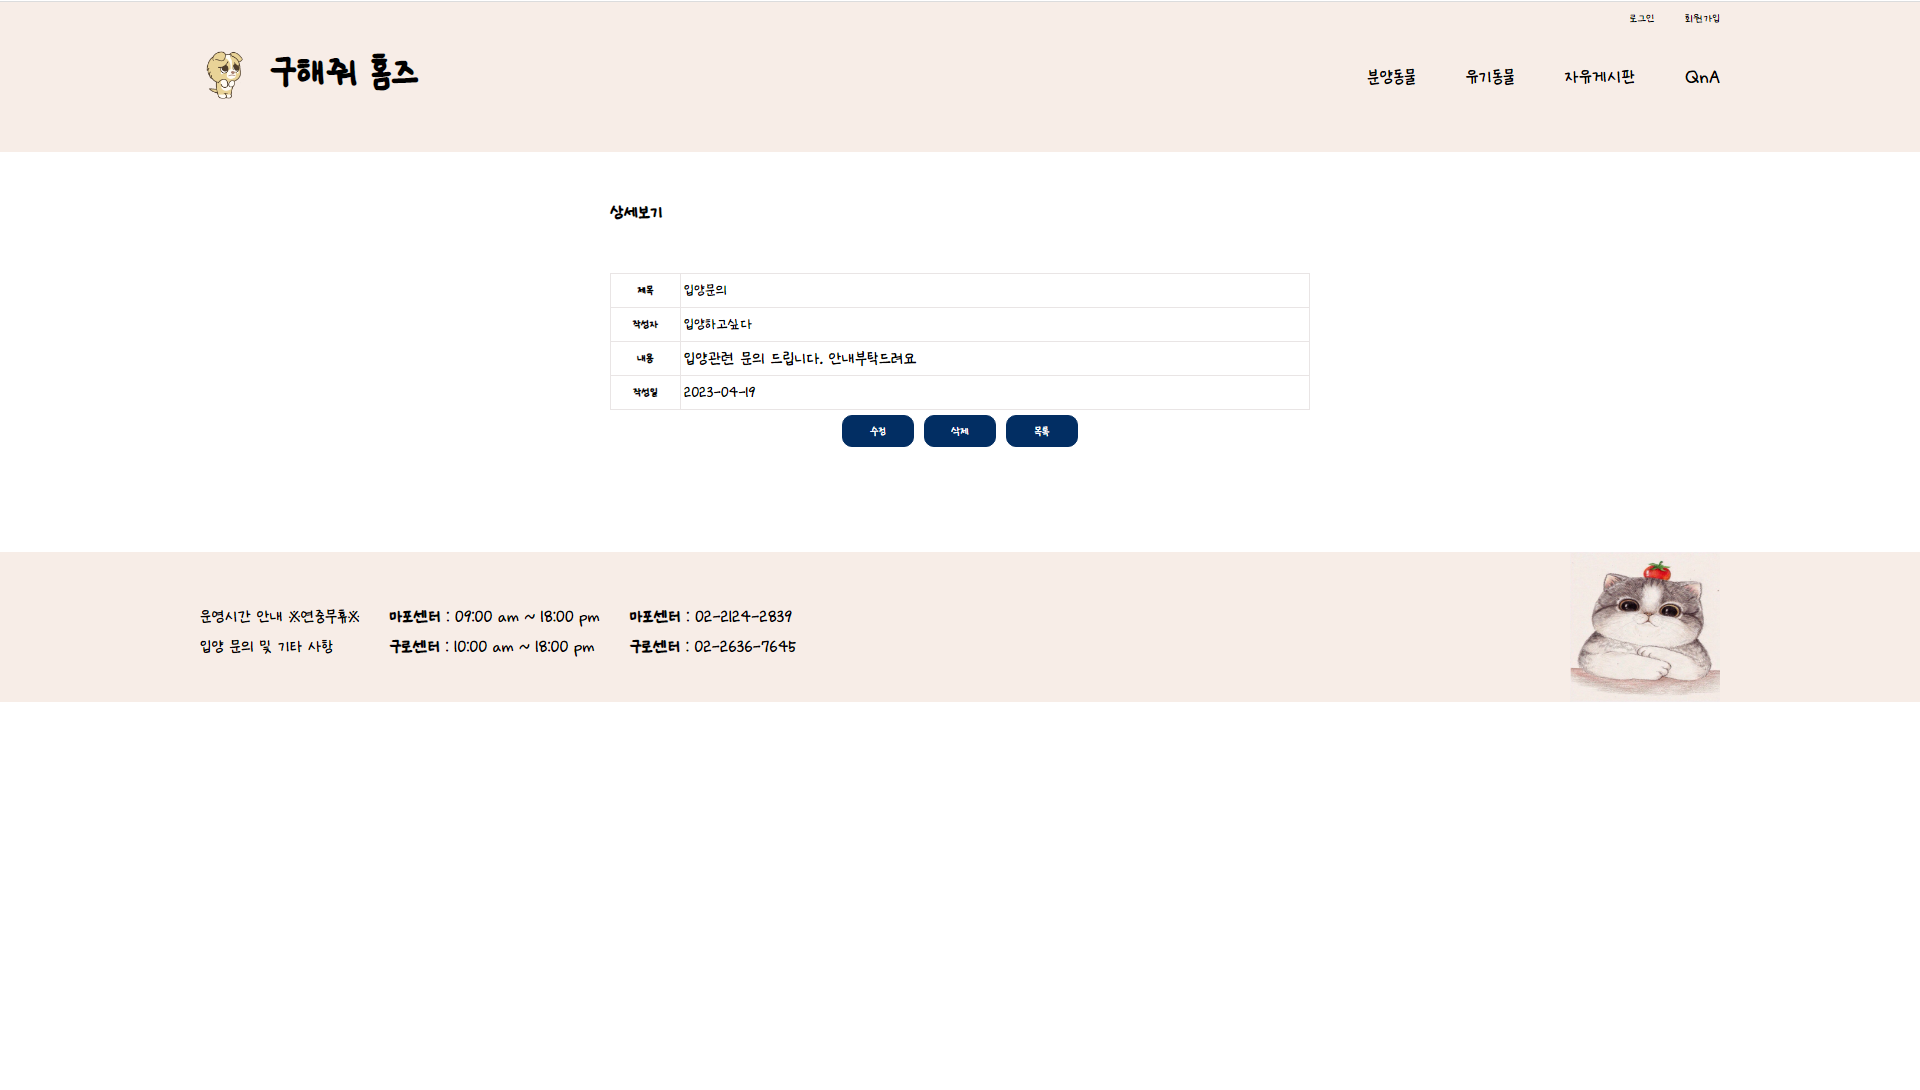 로그인 회원가입
구해줘 홈즈
분양동물 유기동물 자유게시판 QnA
상세보기
제목 입양문의
작성자 입양하고싶다
내용 입양관련 문의 드립니다. 안내부탁드려요
작성일 2023-04-19
수정 삭제 목록
운영시간 안내 ※연중무휴※ 마포센터 : 09:00 am ~ 18:00 pm 마포센터 : 02-2124-2839
입양 문의 및 기타 사항 구로센터 : 10:00 am ~ 18:00 pm 구로센터 : 02-2636-7645